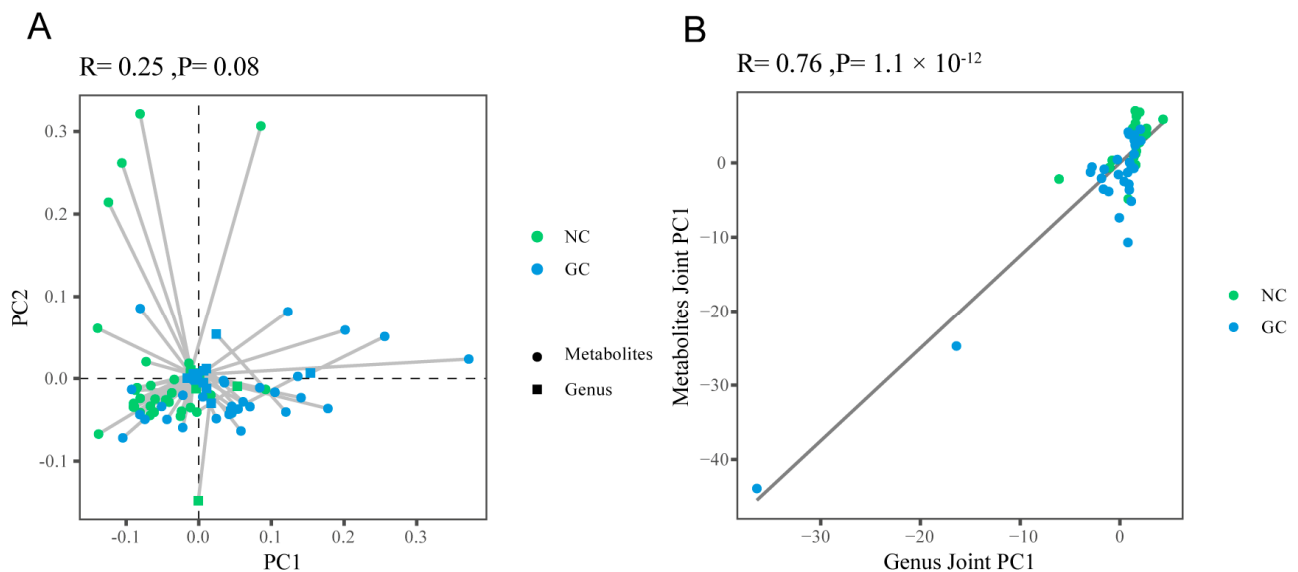 A
R= 0.25 ,P= 0.08
PC2
0.3
0.2
0.1
0.0
-0.1
-0.1
0.0
0.1
0.2
0.3
PC1
NC
GC
Metabolites
Genus
B
R= 0.76 ,P= 1.1 × 10⁻¹²
Metabolites Joint PC1
0
−10
−20
−30
−40
−30
−20
−10
0
Genus Joint PC1
NC
GC